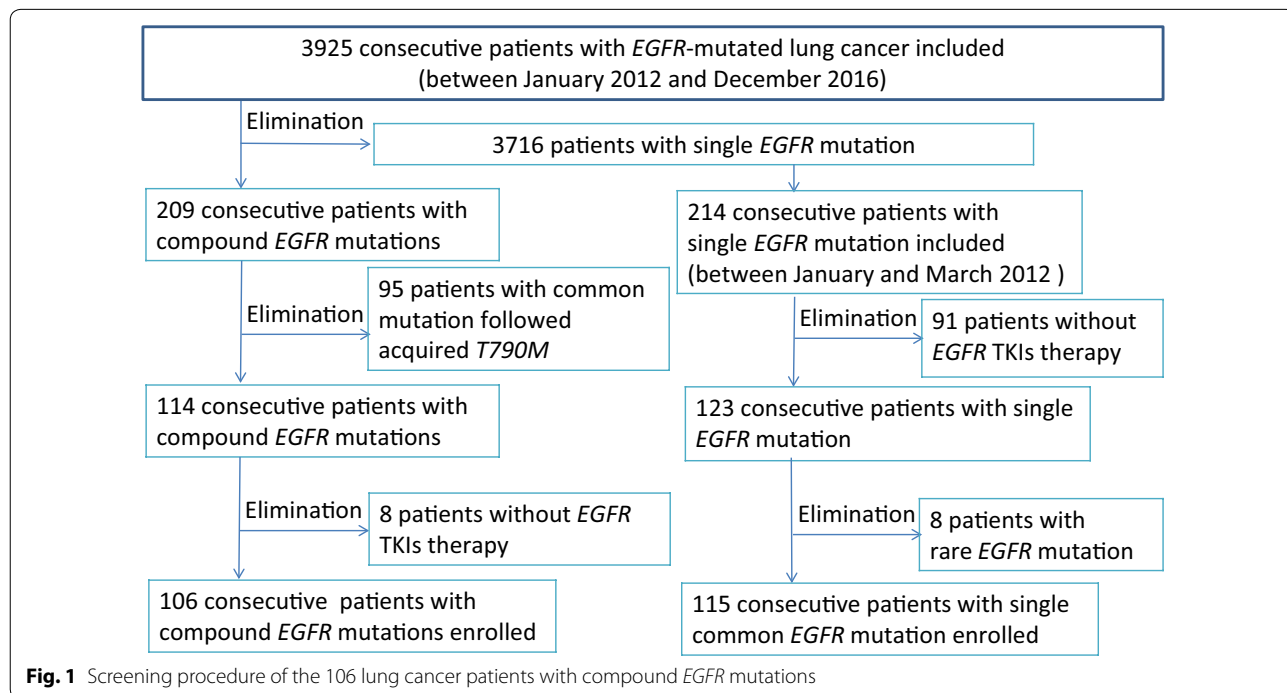 3925 consecutive patients with EGFR-mutated lung cancer included
(between January 2012 and December 2016)
Elimination
3716 patients with single EGFR mutation
209 consecutive patients with
compound EGFR mutations
214 consecutive patients with
single EGFR mutation included
(between January and March 2012 )
Elimination
95 patients with common
mutation followed
acquired T790M
Elimination
91 patients without
EGFR TKIs therapy
114 consecutive patients with
compound EGFR mutations
123 consecutive patients with single
EGFR mutation
Elimination
8 patients without EGFR
TKIs therapy
Elimination
8 patients with
rare EGFR mutation
106 consecutive patients with
compound EGFR mutations enrolled
115 consecutive patients with single
common EGFR mutation enrolled
Fig. 1 Screening procedure of the 106 lung cancer patients with compound EGFR mutations